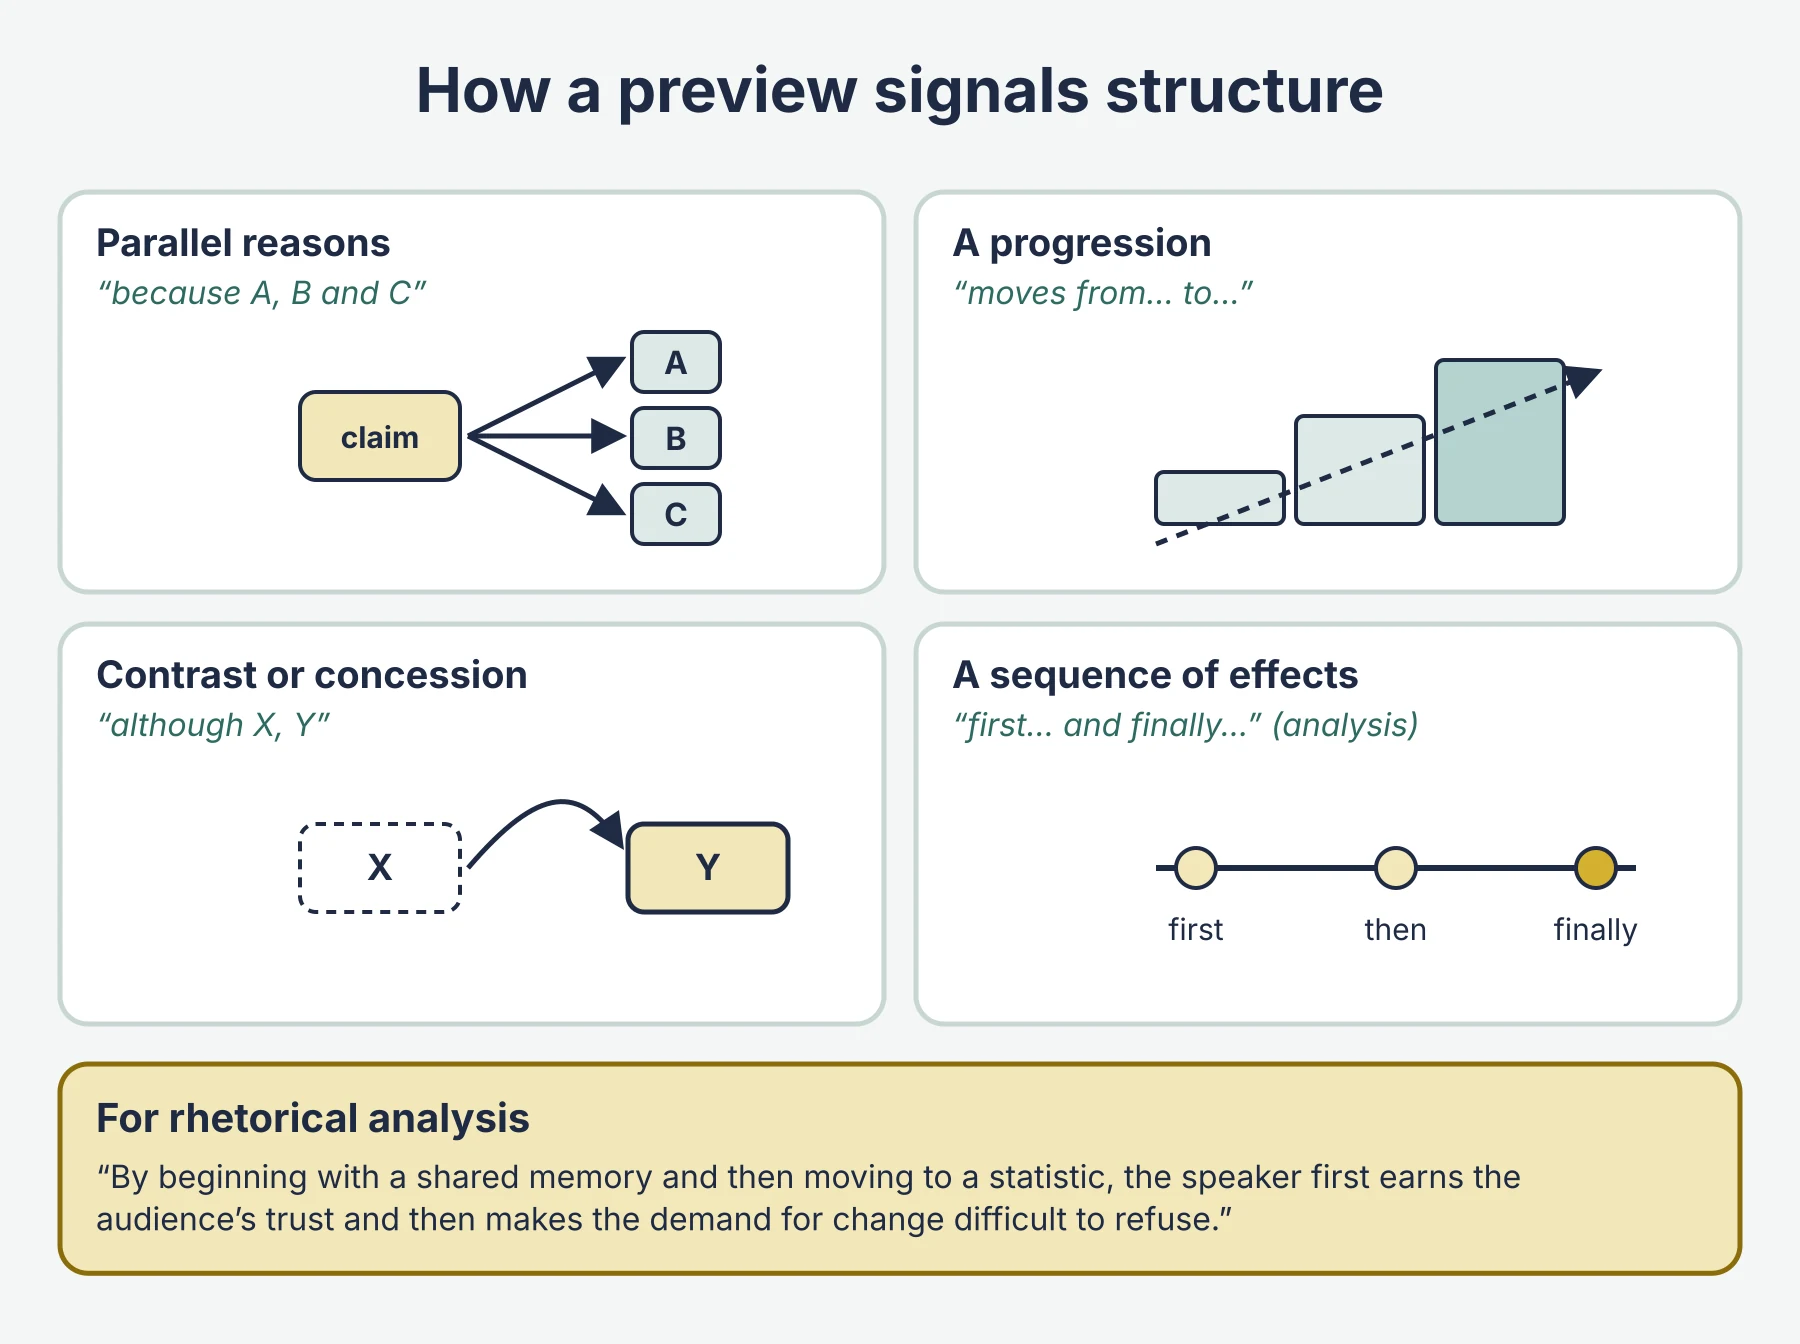 How a preview signals structure
Parallel reasons
“because A, B and C”
claim
A
B
C
A progression
“moves from… to…”
Contrast or concession
“although X, Y”
X
Y
A sequence of effects
“first… and finally…” (analysis)
first
then
finally
For rhetorical analysis
“By beginning with a shared memory and then moving to a statistic, the speaker first earns the
audience’s trust and then makes the demand for change difficult to refuse.”